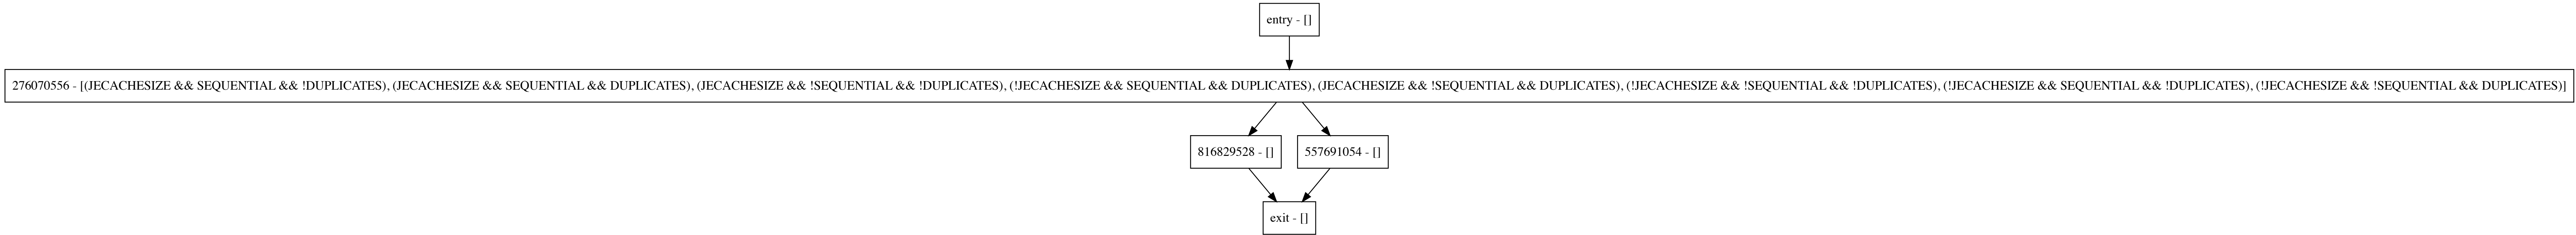 entry - []
276070556 - [(JECACHESIZE && SEQUENTIAL && !DUPLICATES), (JECACHESIZE && SEQUENTIAL && DUPLICATES), (JECACHESIZE && !SEQUENTIAL && !DUPLICATES), (!JECACHESIZE && SEQUENTIAL && DUPLICATES), (JECACHESIZE && !SEQUENTIAL && DUPLICATES), (!JECACHESIZE && !SEQUENTIAL && !DUPLICATES), (!JECACHESIZE && SEQUENTIAL && !DUPLICATES), (!JECACHESIZE && !SEQUENTIAL && DUPLICATES)]
816829528 - []
557691054 - []
exit - []